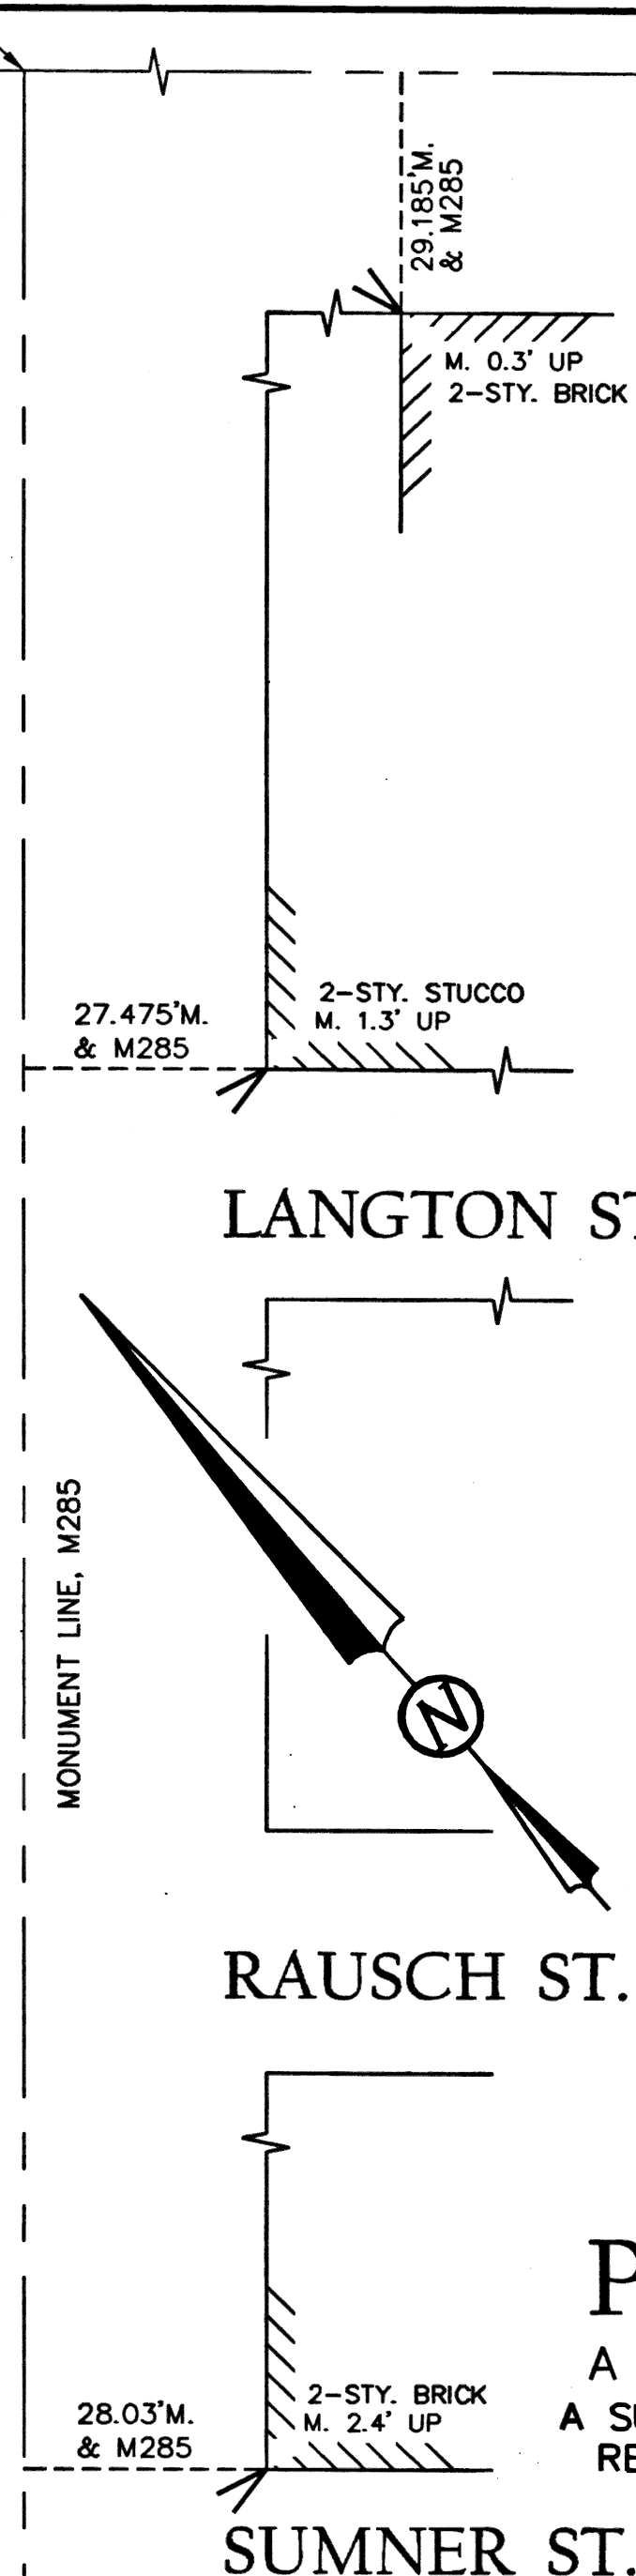 29.185'M.
& M285
M. 0.3' UP
2-STY. BRICK
2-STY. STUCCO
M. 1.3' UP
27.475'M.
& M285
LANGTON ST
MONUMENT LINE, M285
N
RAUSCH ST.
P
A
A SU
RE
2-STY. BRICK
M. 2.4' UP
28.03'M.
& M285
SUMNER ST.